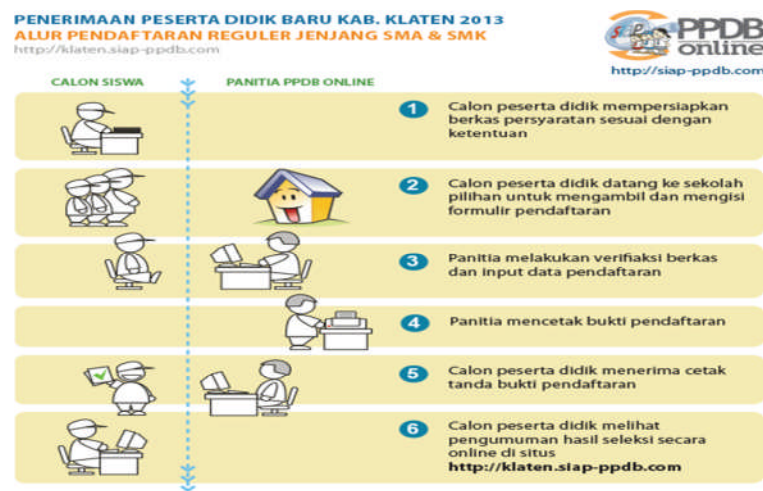 PENERIMAAN PESERTA DIDIK BARU KAB. KLATEN 2013
ALUR PENDAFTARAN REGULER JENJANG SMA & SMK
http://klaten.siap-ppdb.com
SIAP
PPDB
online
http://siap-ppdb.com
CALON SISWA
PANITIA PPDB ONLINE
1 Calon peserta didik mempersiapkan
berkas persyaratan sesuai dengan
ketentuan
2 Calon peserta didik datang ke sekolah
pilihan untuk mengambil dan mengisi
formulir pendaftaran
3 Panitia melakukan verifiaksi berkas
dan input data pendaftaran
4 Panitia mencetak bukti pendaftaran
5 Calon peserta didik menerima cetak
tanda bukti pendaftaran
6 Calon peserta didik melihat
pengumuman hasil seleksi secara
online di situs
http://klaten.siap-ppdb.com